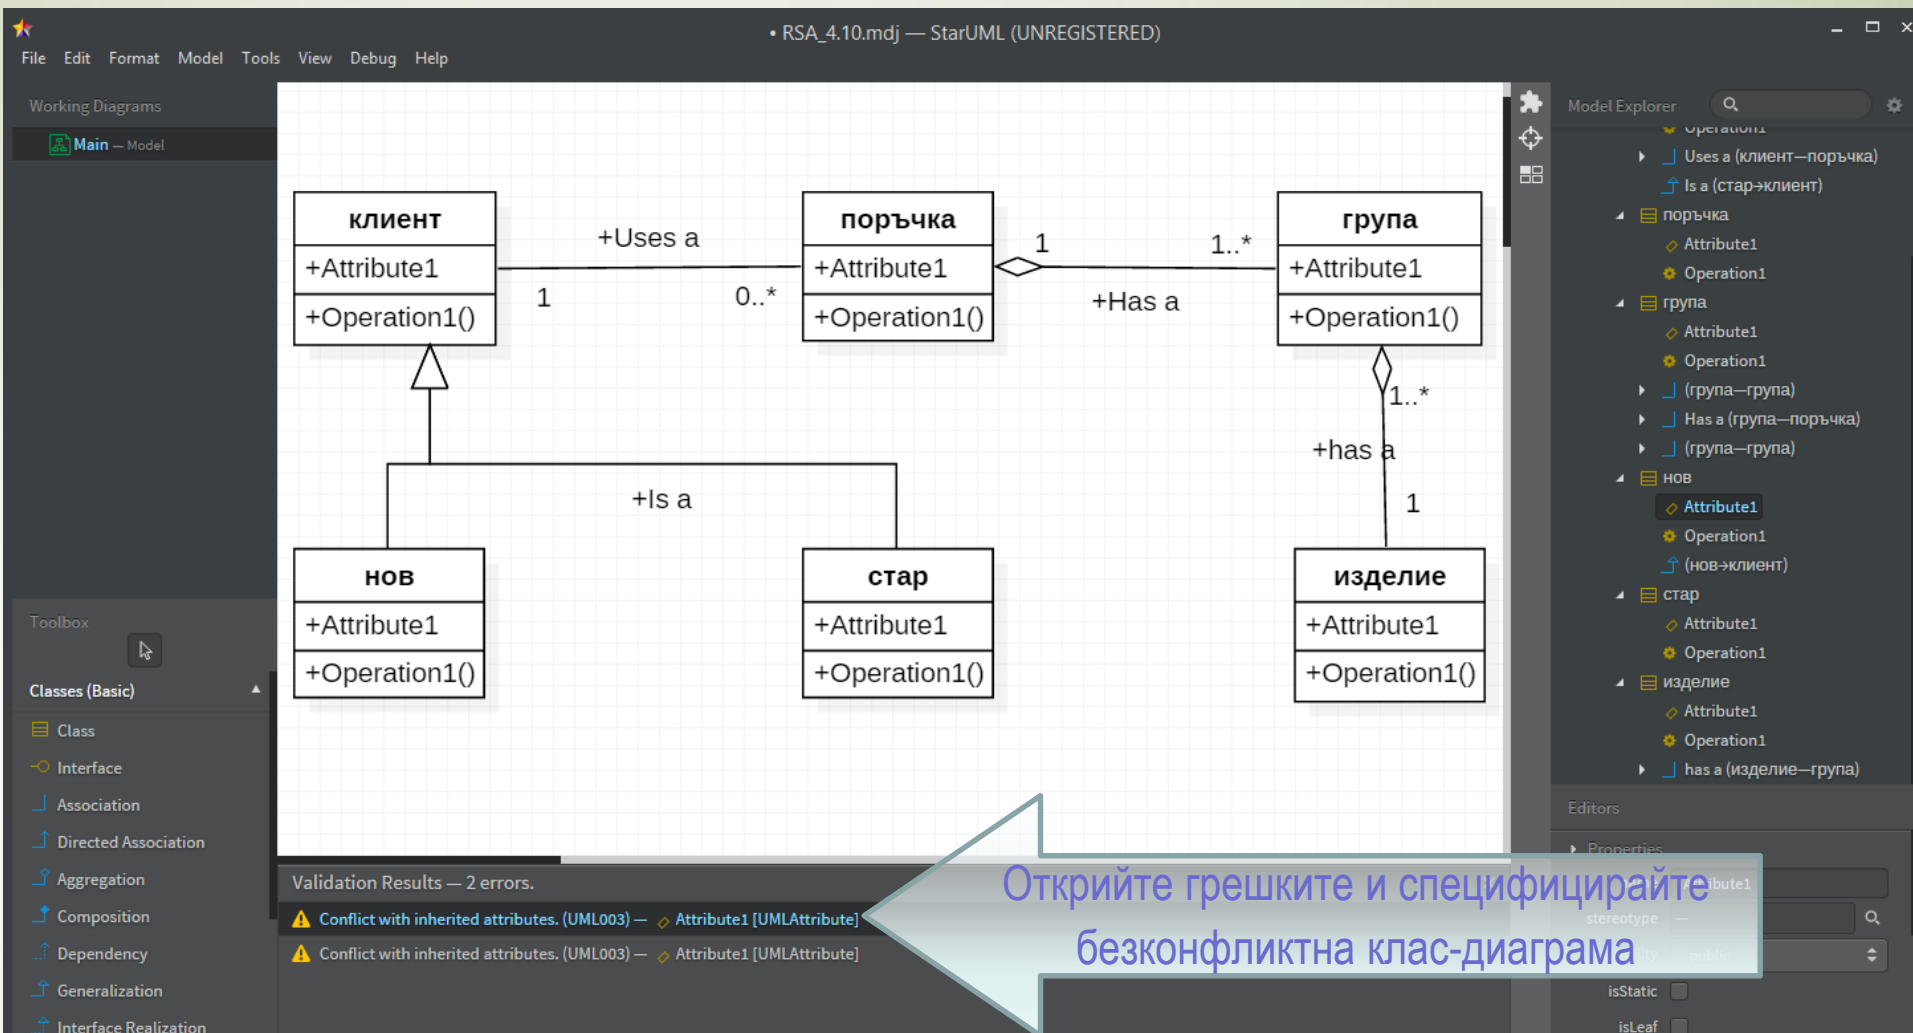 • RSA_4.10.mdj — StarUML (UNREGISTERED)
File Edit Format Model Tools View Debug Help
Working Diagrams
Main — Model
Toolbox
Classes (Basic)
Class
Interface
Association
Directed Association
Aggregation
Composition
Dependency
Generalization
Interface Realization
клиент
+Attribute1
+Operation1()
+Uses a
1
0..*
поръчка
+Attribute1
+Operation1()
1
1..*
+Has a
група
+Attribute1
+Operation1()
1..*
+has a
1
+Is a
нов
+Attribute1
+Operation1()
стар
+Attribute1
+Operation1()
изделие
+Attribute1
+Operation1()
Validation Results — 2 errors.
Conflict with inherited attributes. (UML003) — Attribute1 [UMLAttribute]
Conflict with inherited attributes. (UML003) — Attribute1 [UMLAttribute]
Открийте грешките и специфицирайте
безконфликтна клас-диаграма
Model Explorer
Operation1
Uses a (клиент—поръчка)
Is a (стар→клиент)
поръчка
Attribute1
Operation1
група
Attribute1
Operation1
(група—група)
Has a (група—поръчка)
(група—група)
нов
Attribute1
Operation1
(нов→клиент)
стар
Attribute1
Operation1
изделие
Attribute1
Operation1
has a (изделие—група)
Editors
Properties
Attribute1
stereotype —
public
isStatic
isLeaf